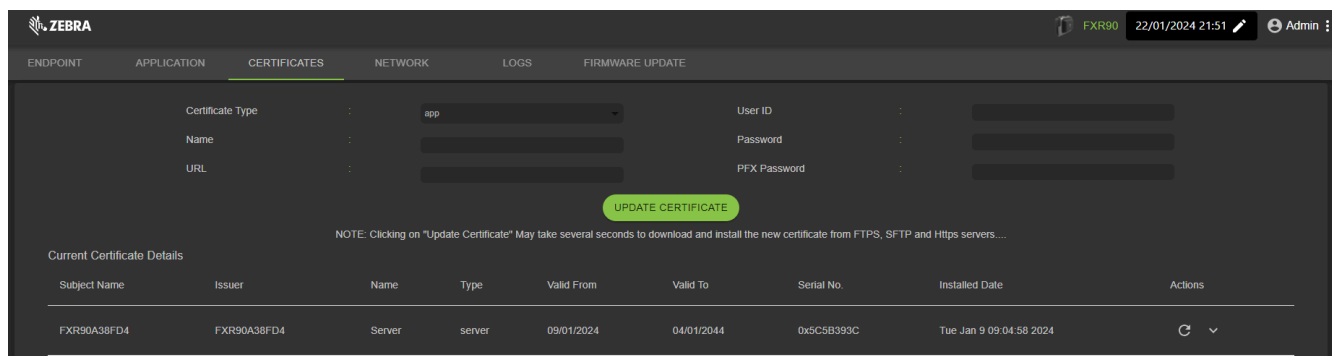 ZEBRA FXR90 22/01/2024 21:51 Admin
ENDPOINT APPLICATION CERTIFICATES NETWORK LOGS FIRMWARE UPDATE
Certificate Type : app User ID :
Name : Password :
URL : PFX Password :
UPDATE CERTIFICATE
NOTE: Clicking on "Update Certificate" May take several seconds to download and install the new certificate from FTPS, SFTP and Https servers....
Current Certificate Details
Subject Name Issuer Name Type Valid From Valid To Serial No. Installed Date Actions
FXR90A38FD4 FXR90A38FD4 Server server 09/01/2024 04/01/2044 0x5C5B393C Tue Jan 9 09:04:58 2024